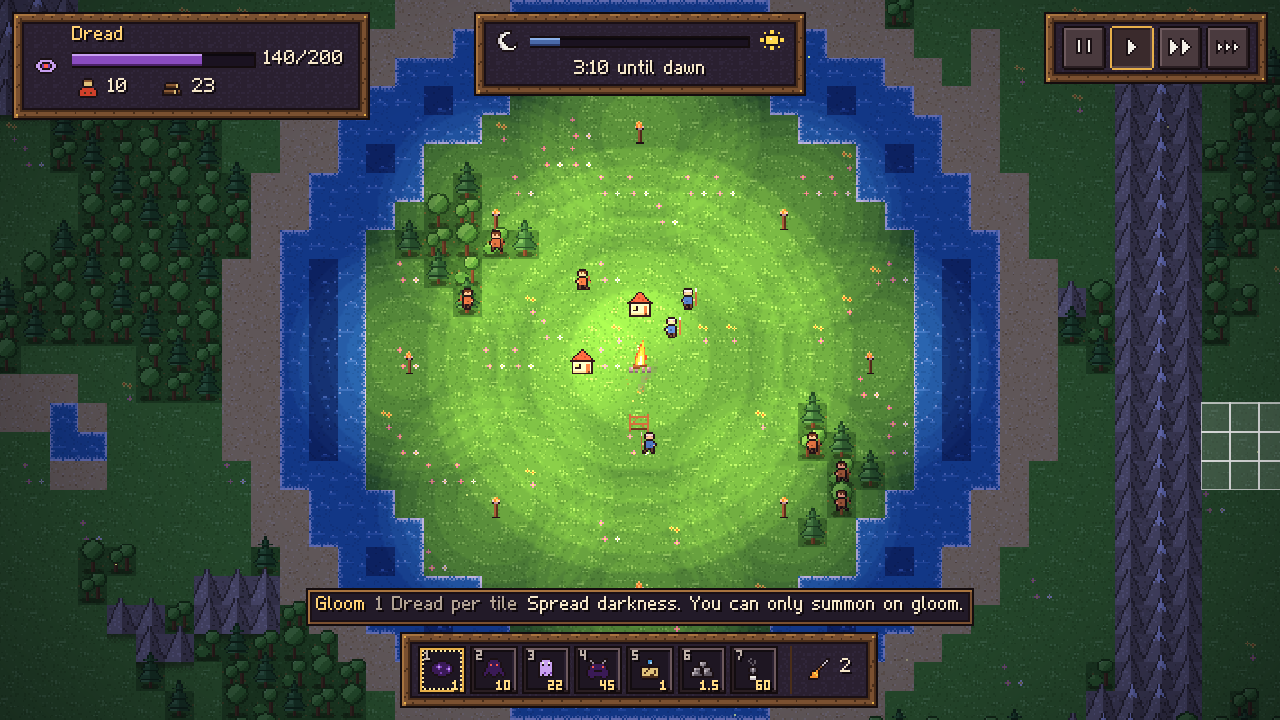 Dread
140/200
10 23
3:10 until dawn
Gloom 1 Dread per tile Spread darkness. You can only summon on gloom.
1 2 3 4 5 6 7
1 10 22 45 1 1.5 60
2